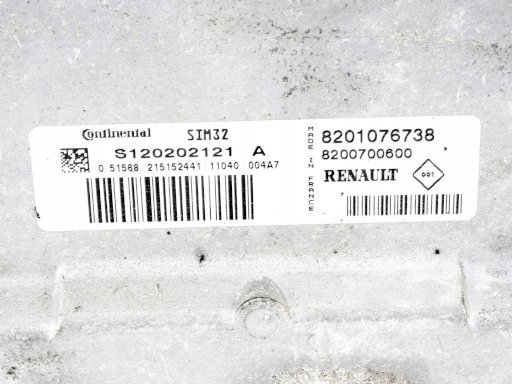 Continental SIM32
S120202121 A
0 51568 215152441 11040 004A7
MADE IN FRANCE
8201076738
8200700600
RENAULT
001